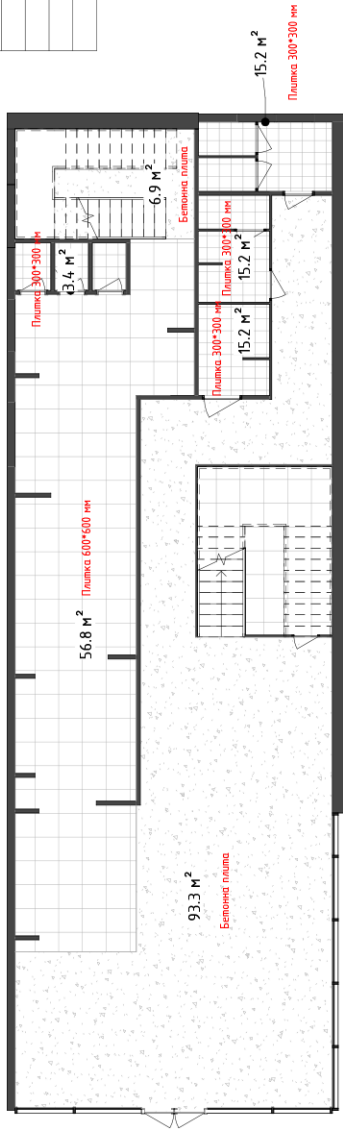 15.2 м²
Плитка 300*300 мм
6.9 м²
Бетонна плита
Плитка 300*300 мм
3.4 м²
Плитка 300*300 мм
15.2 м²
Плитка 300*300 мм
15.2 м²
Плитка 600*600 мм
56.8 м²
93.3 м²
Бетонна плита